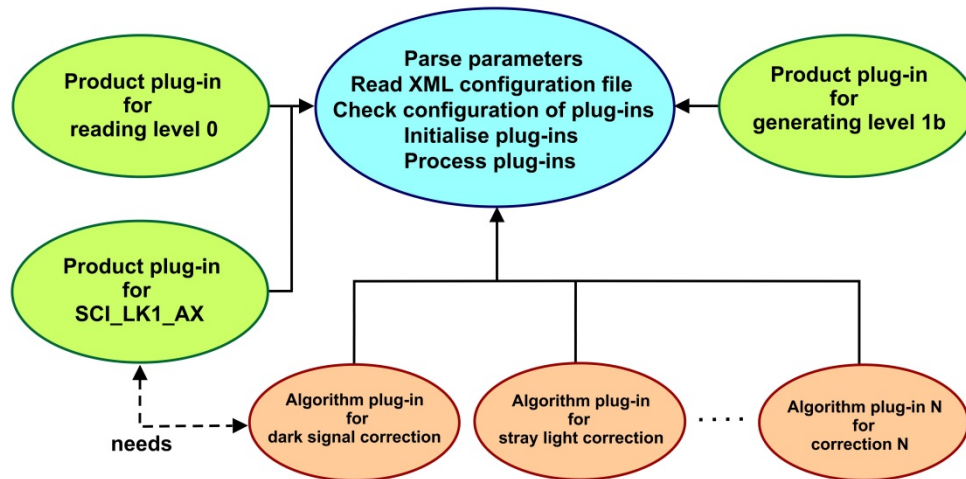 Product plug-in
for
reading level 0
Parse parameters
Read XML configuration file
Check configuration of plug-ins
Initialise plug-ins
Process plug-ins
Product plug-in
for
generating level 1b
Product plug-in
for
SCI_LK1_AX
needs
Algorithm plug-in
for
dark signal correction
Algorithm plug-in
for
stray light correction
. . . .
Algorithm plug-in N
for
correction N